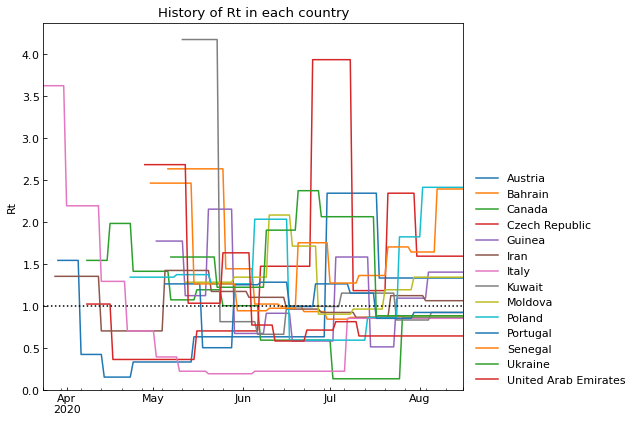 History of Rt in each country
Rt
4.0
3.5
3.0
2.5
2.0
1.5
1.0
0.5
0.0
Apr
2020
May
Jun
Jul
Aug
Austria
Bahrain
Canada
Czech Republic
Guinea
Iran
Italy
Kuwait
Moldova
Poland
Portugal
Senegal
Ukraine
United Arab Emirates